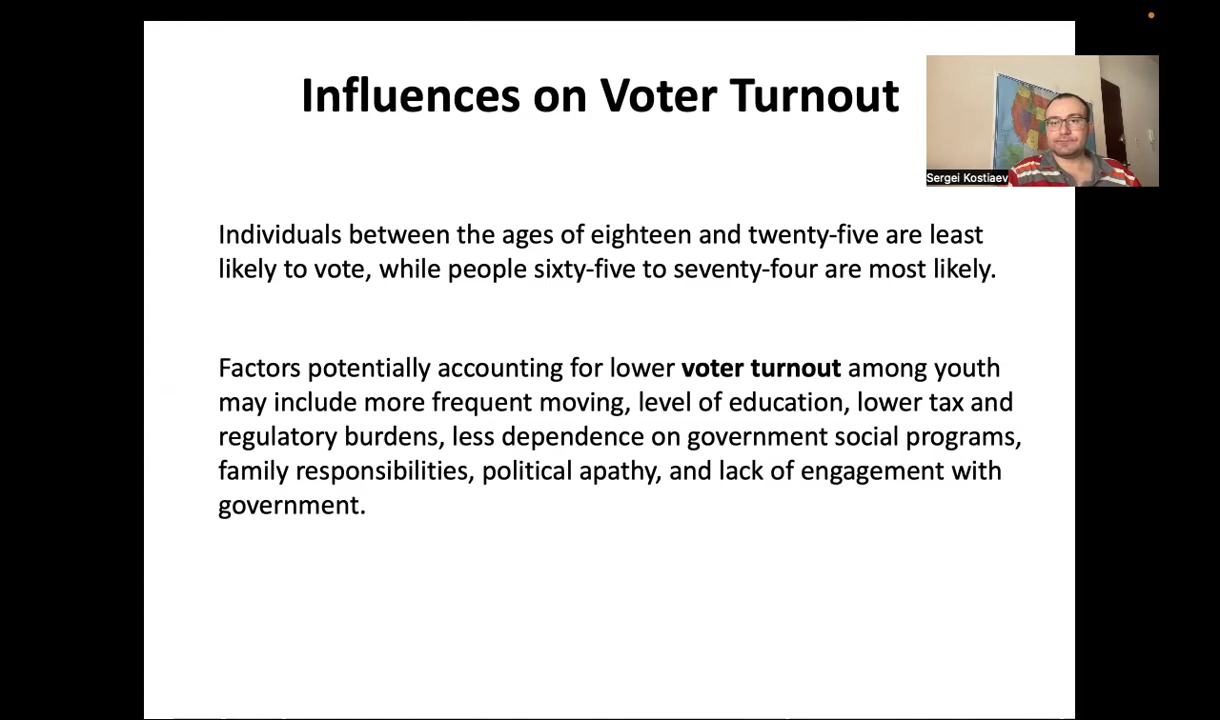 Influences on Voter Turnout
Sergei Kostiaev
Individuals between the ages of eighteen and twenty-five are least
likely to vote, while people sixty-five to seventy-four are most likely.
Factors potentially accounting for lower voter turnout among youth
may include more frequent moving, level of education, lower tax and
regulatory burdens, less dependence on government social programs,
family responsibilities, political apathy, and lack of engagement with
government.